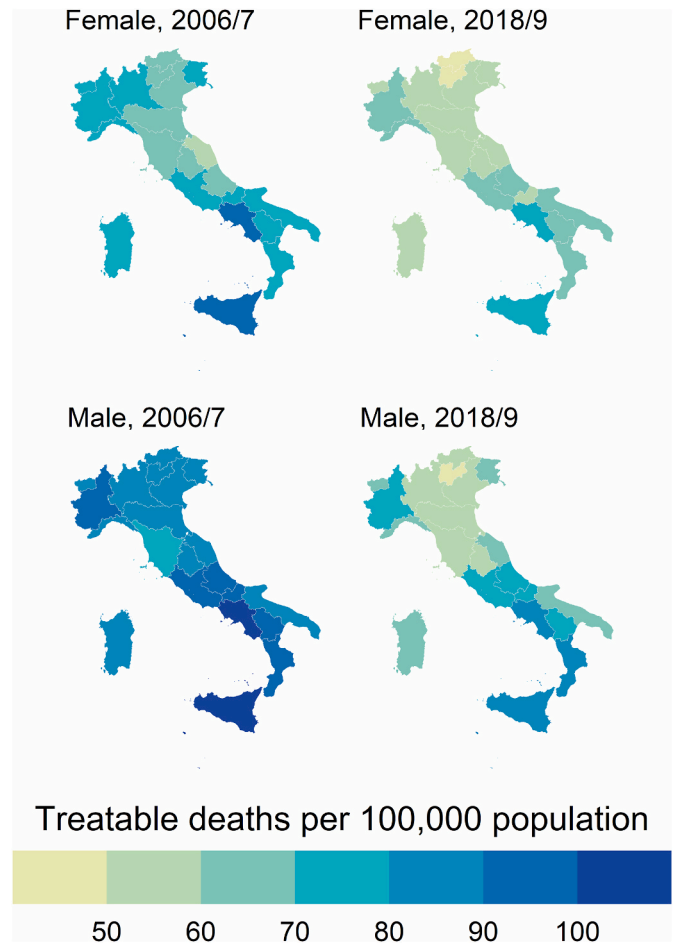 Female, 2006/7
Female, 2018/9
Male, 2006/7
Male, 2018/9
Treatable deaths per 100,000 population
50 60 70 80 90 100